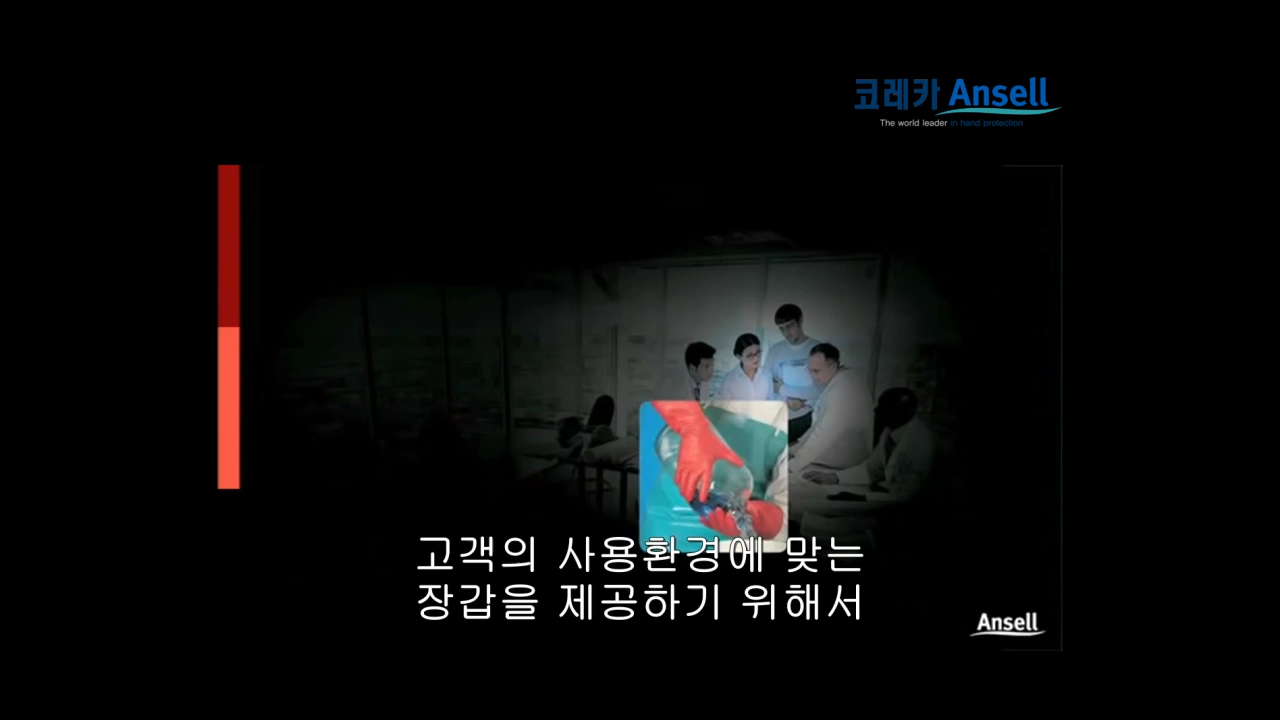 코레카 Ansell
The world leader in hand protection
고객의 사용환경에 맞는
장갑을 제공하기 위해서
Ansell